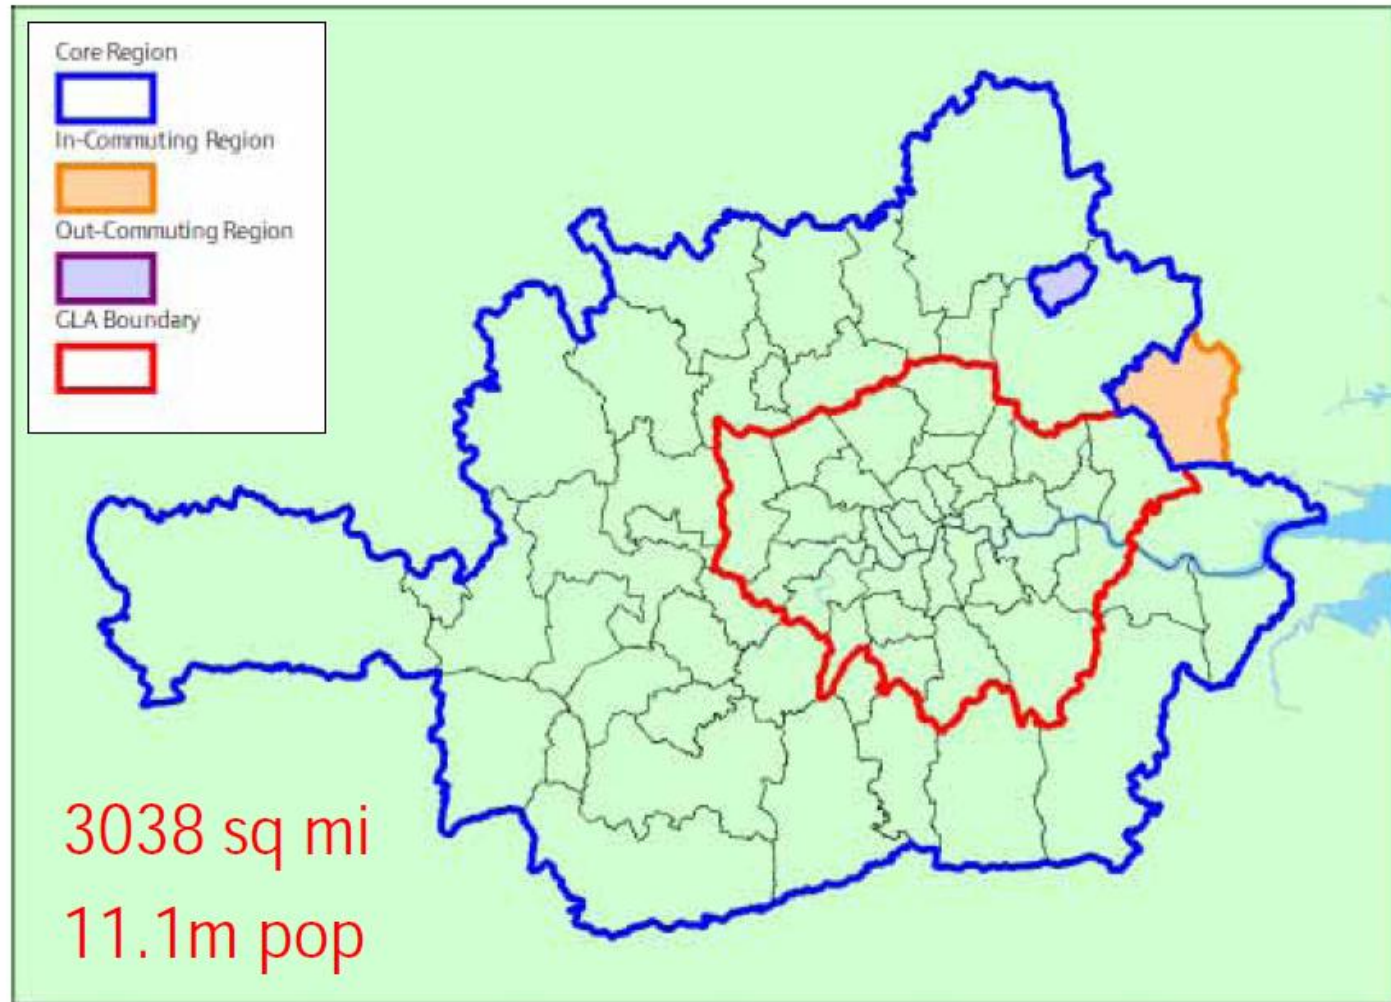 Core Region
In-Commuting Region
Out-Commuting Region
GLA Boundary
3038 sq mi
11.1m pop